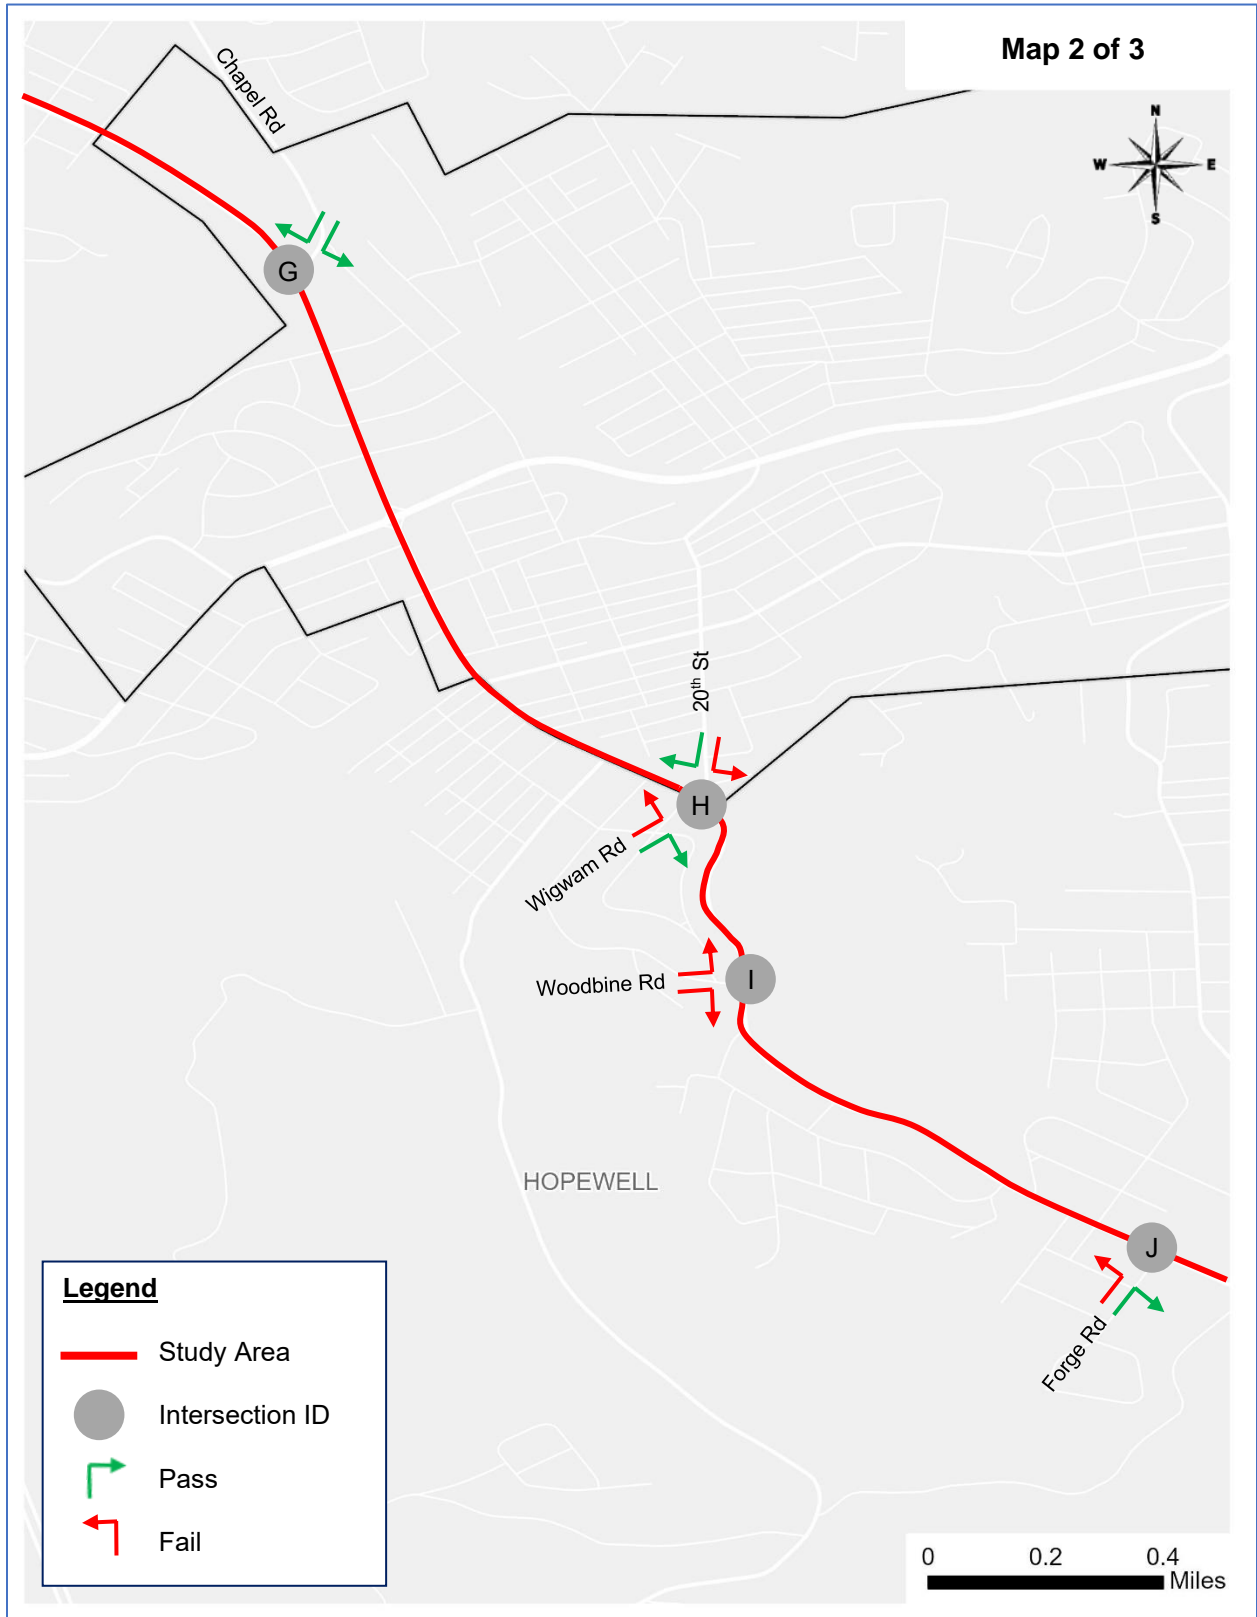 Map 2 of 3
Chapel Rd
N
W E
S
G
20th St
H
Wigwam Rd
Woodbine Rd
I
HOPEWELL
J
Forge Rd
Legend
Study Area
Intersection ID
Pass
Fail
0 0.2 0.4
Miles